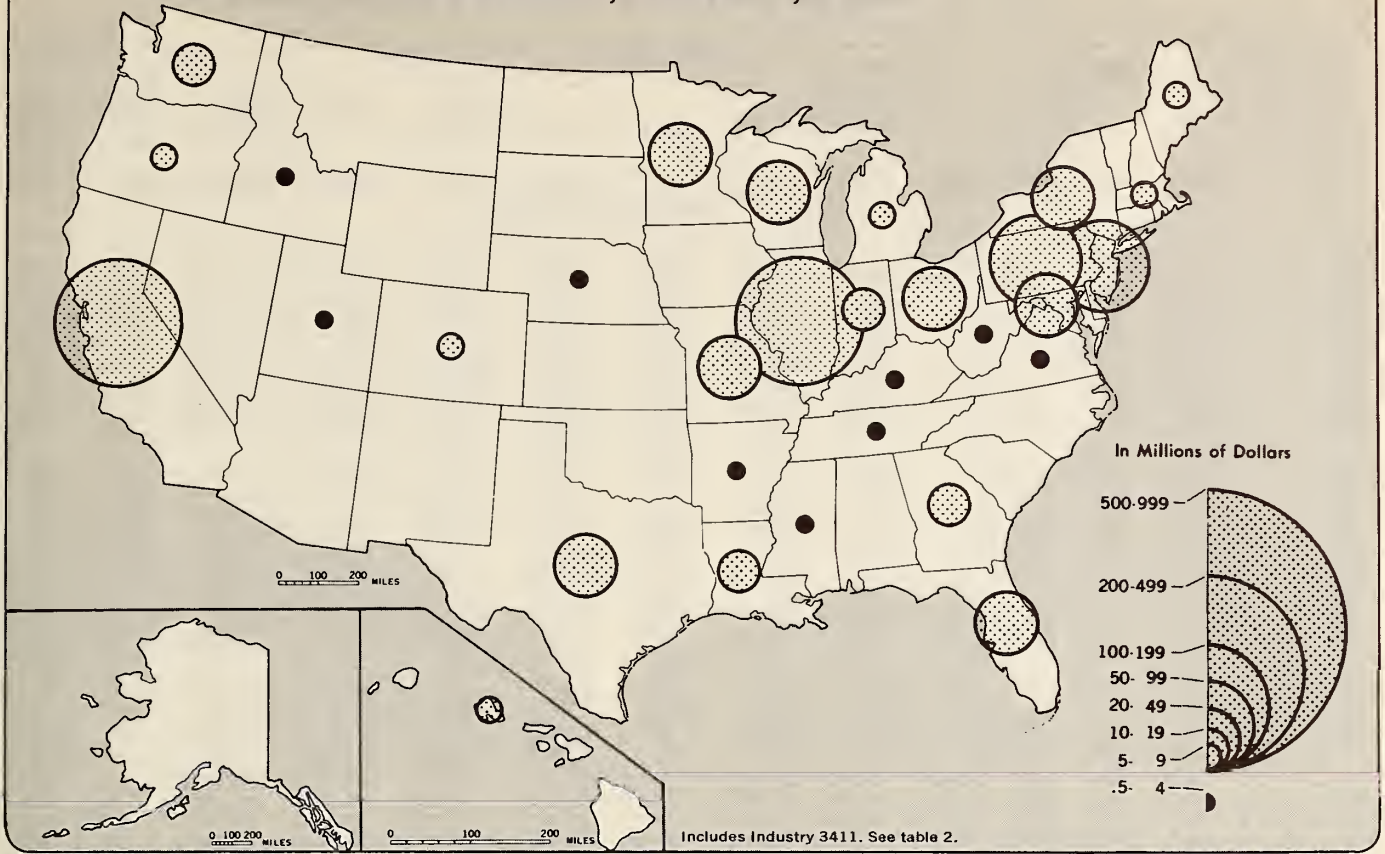 In Millions of Dollars
500-999
200-499
100-199
50- 99
20- 49
10- 19
5- 9
.5- 4
0 100 200 MILES
0 100 200 MILES
0 100 200 MILES
Includes Industry 3411. See table 2.